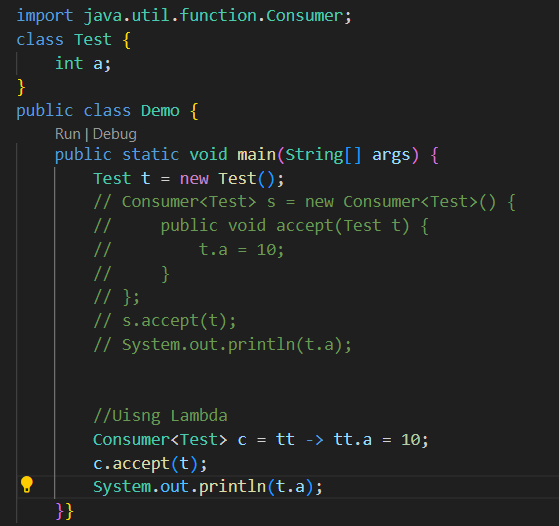 import java.util.function.Consumer;
class Test {
    int a;
}
public class Demo {
    Run | Debug
    public static void main(String[] args) {
        Test t = new Test();
        // Consumer<Test> s = new Consumer<Test>() {
        //     public void accept(Test t) {
        //         t.a = 10;
        //     }
        // };
        // s.accept(t);
        // System.out.println(t.a);
        //Uisng Lambda
        Consumer<Test> c = tt -> tt.a = 10;
        c.accept(t);
        System.out.println(t.a);
    }}